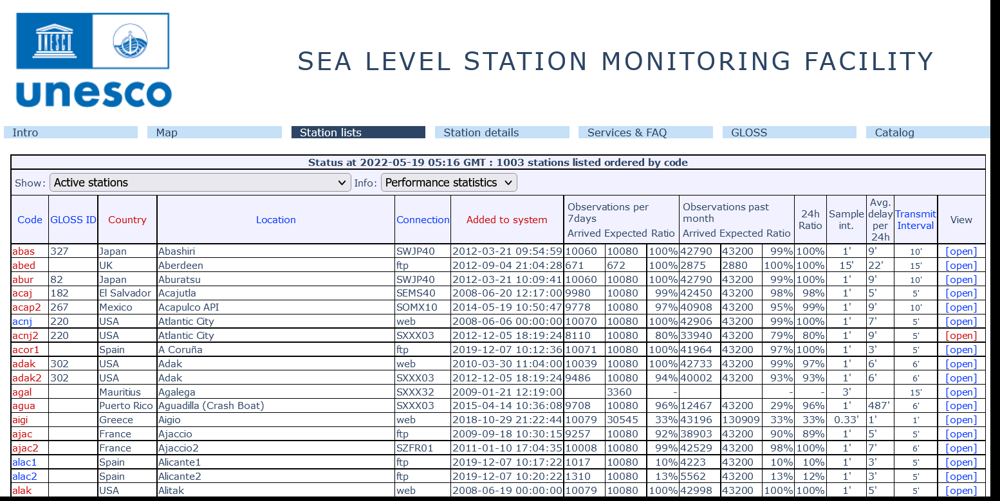 UNESCO
unesco
SEA LEVEL STATION MONITORING FACILITY
Intro Map Station lists Station details Services & FAQ GLOSS Catalog
Status at 2022-05-19 05:16 GMT : 1003 stations listed ordered by code
Show: Active stations Info: Performance statistics
Code GLOSS ID Country Location Connection Added to system Observations per 7days Arrived Expected Ratio Observations past month Arrived Expected Ratio 24h Ratio Sample int. Avg. delay per 24h Transmit Interval View
abas 327 Japan Abashiri SWJP40 2012-03-21 09:54:59 10060 10080 100% 42790 43200 99% 100% 1' 9' 10' [open]
abed UK Aberdeen ftp 2012-09-04 21:04:28 671 672 100% 2875 2880 100% 100% 15' 22' 15' [open]
abur 82 Japan Aburatsu SWJP40 2012-03-21 10:09:41 10060 10080 100% 42790 43200 99% 100% 1' 9' 10' [open]
acaj 182 El Salvador Acajutla SEMS40 2008-06-20 12:17:00 9980 10080 99% 42450 43200 98% 98% 1' 5' 5' [open]
acap2 267 Mexico Acapulco API SOMX10 2014-05-19 10:50:47 9778 10080 97% 40908 43200 95% 99% 1' 9' 10' [open]
acnj 220 USA Atlantic City web 2008-06-06 00:00:00 10070 10080 100% 42906 43200 99% 100% 1' 7' 5' [open]
acnj2 220 USA Atlantic City SXXX03 2012-12-05 18:19:24 8110 10080 80% 33940 43200 79% 80% 1' 9' 5' [open]
acor1 Spain A Coruña ftp 2019-12-07 10:12:36 10071 10080 100% 41964 43200 97% 100% 1' 3' 5' [open]
adak 302 USA Adak web 2010-03-30 11:04:00 10039 10080 100% 42733 43200 99% 97% 1' 6' 6' [open]
adak2 302 USA Adak SXXX03 2012-12-05 18:19:24 9486 10080 94% 40002 43200 93% 93% 1' 6' 6' [open]
agal Mauritius Agalega SXXX32 2009-01-21 12:19:00 3360 - - - 3' 15' [open]
agua Puerto Rico Aguadilla (Crash Boat) SXXX03 2015-04-14 10:36:08 9708 10080 96% 12467 43200 29% 96% 1' 487' 6' [open]
aigi Greece Aigio web 2018-10-29 21:22:44 10079 30545 33% 43196 130909 33% 33% 0.33' 1' 1' [open]
ajac France Ajaccio ftp 2009-09-18 10:30:15 9257 10080 92% 38903 43200 90% 89% 1' 5' 5' [open]
ajac2 France Ajaccio2 SZFR01 2011-01-10 17:04:35 10008 10080 99% 42529 43200 98% 100% 1' 7' 6' [open]
alac1 Spain Alicante1 ftp 2019-12-07 10:17:22 1017 10080 10% 4223 43200 10% 10% 1' 3' 5' [open]
alac2 Spain Alicante2 ftp 2019-12-07 10:20:22 1310 10080 13% 5562 43200 13% 12% 1' 3' 5' [open]
alak USA Alitak web 2008-06-19 00:00:00 10079 10080 100% 42998 43200 100% 100% 1' 5' 5' [open]